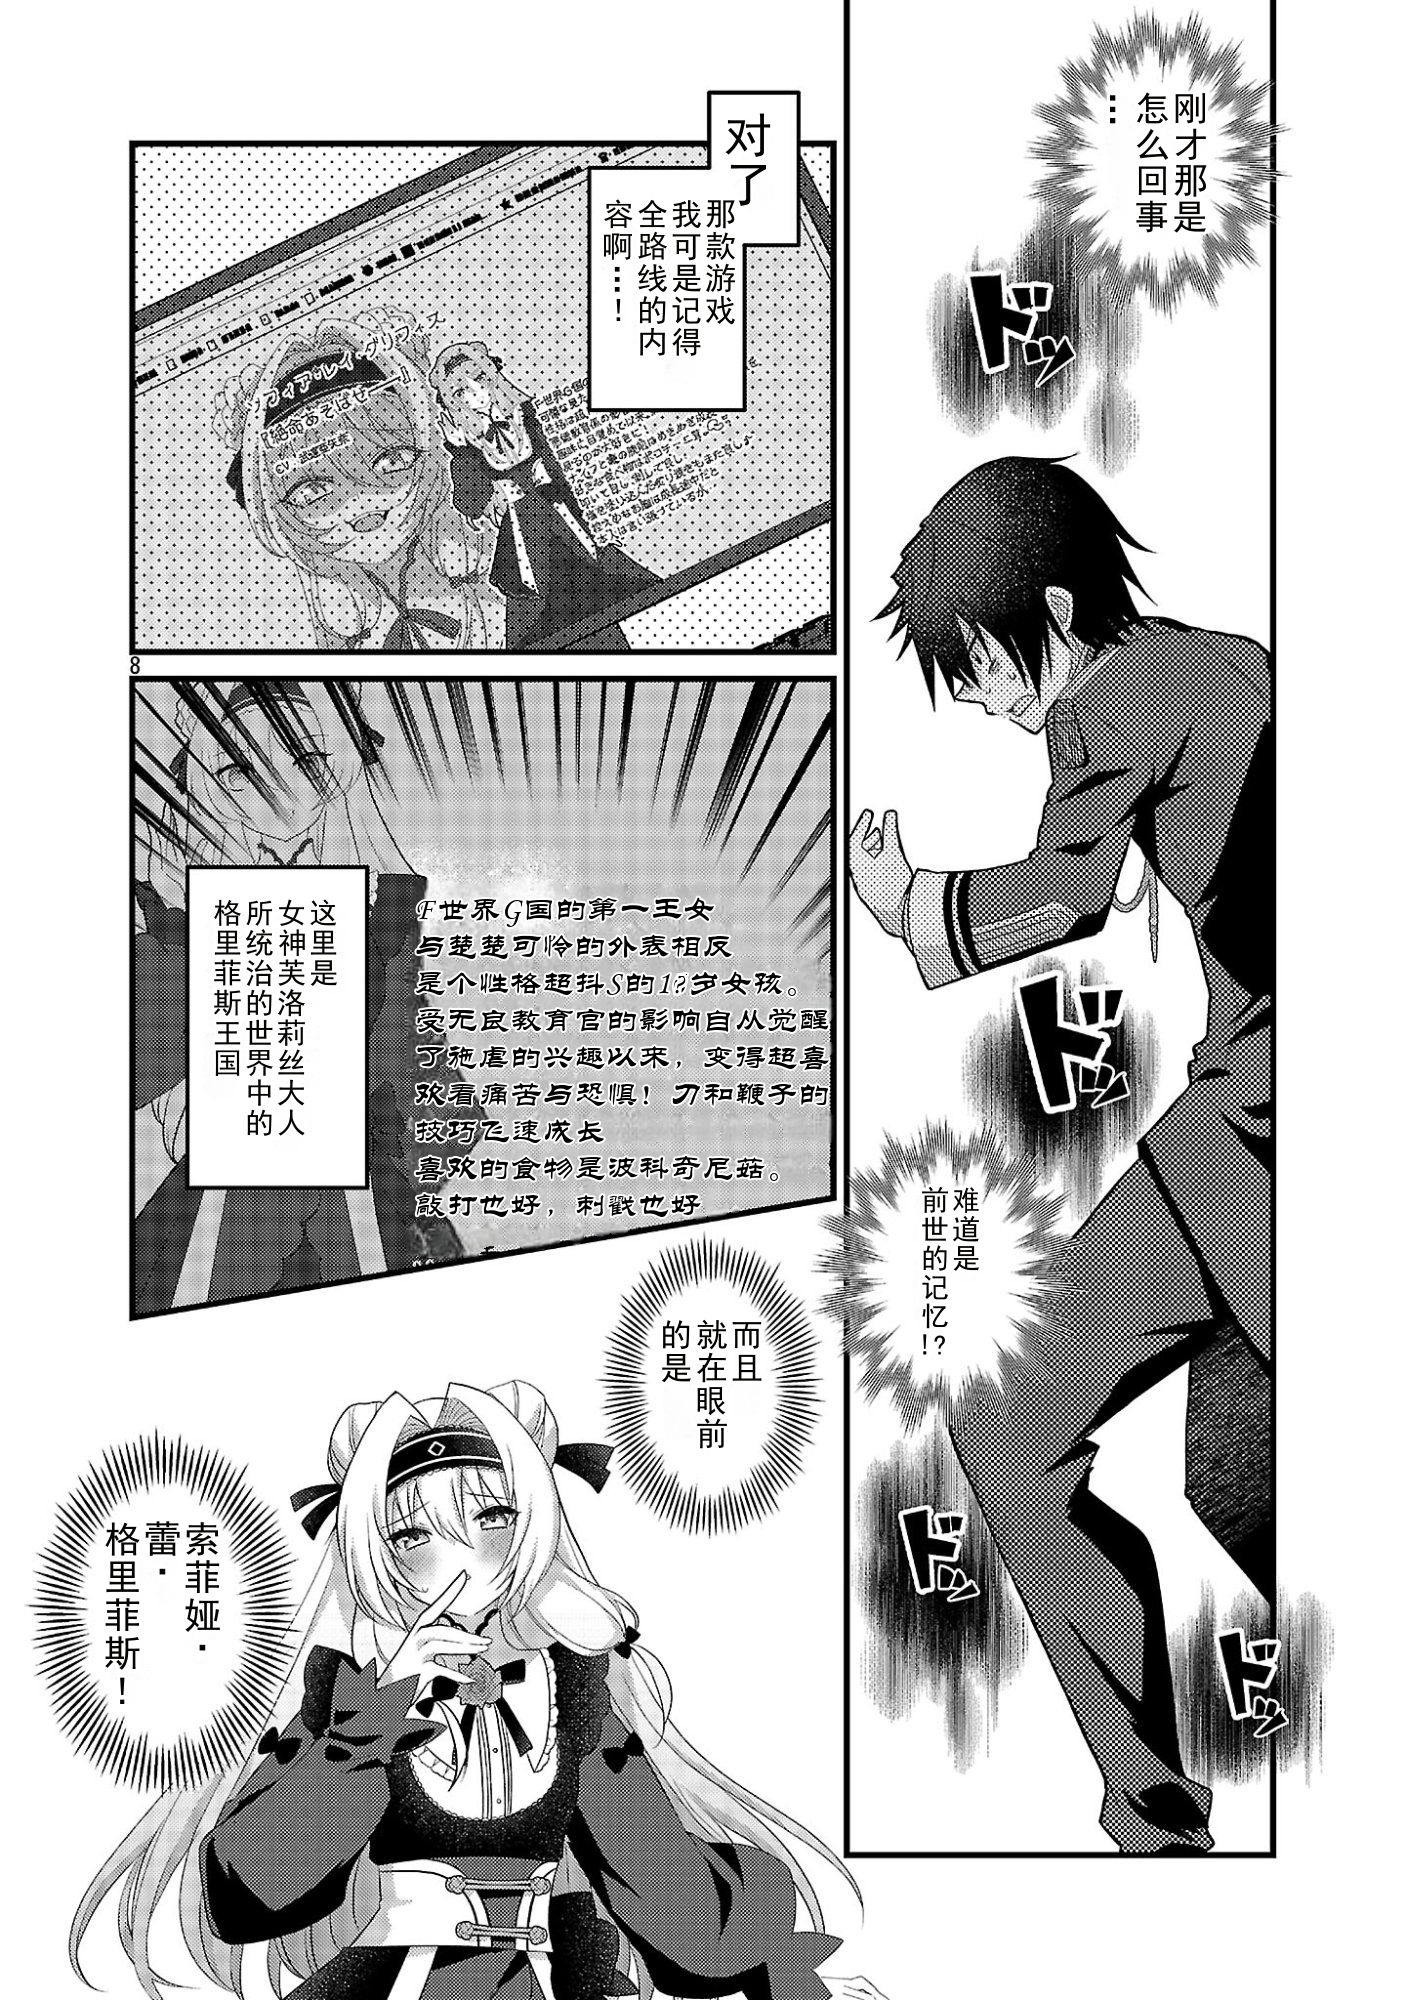 刚才那是
怎么回事
…
ドッ
ドッ
难道是
前世的记忆!?
ドッ
ドッ
对了
那款游戏
我可是记得
全路线的内
容啊…！
フィア・レイ・グリフィス
『絶命あそばせー』
8
F世界G国的第一王女
与楚楚可怜的外表相反
是个性格超抖S的1?岁女孩。
受无良教育官的影响自从觉醒
了施虐的兴趣以来，变得超喜
欢看痛苦与恐惧！刀和鞭子的
技巧飞速成长
喜欢的食物是波科奇尼菇。
敲打也好，刺戳也好
这里是
女神芙洛莉丝大人
所统治的世界中的
格里菲斯王国
而且
就在眼前
的是
索菲娅·
蕾·
格里菲斯！